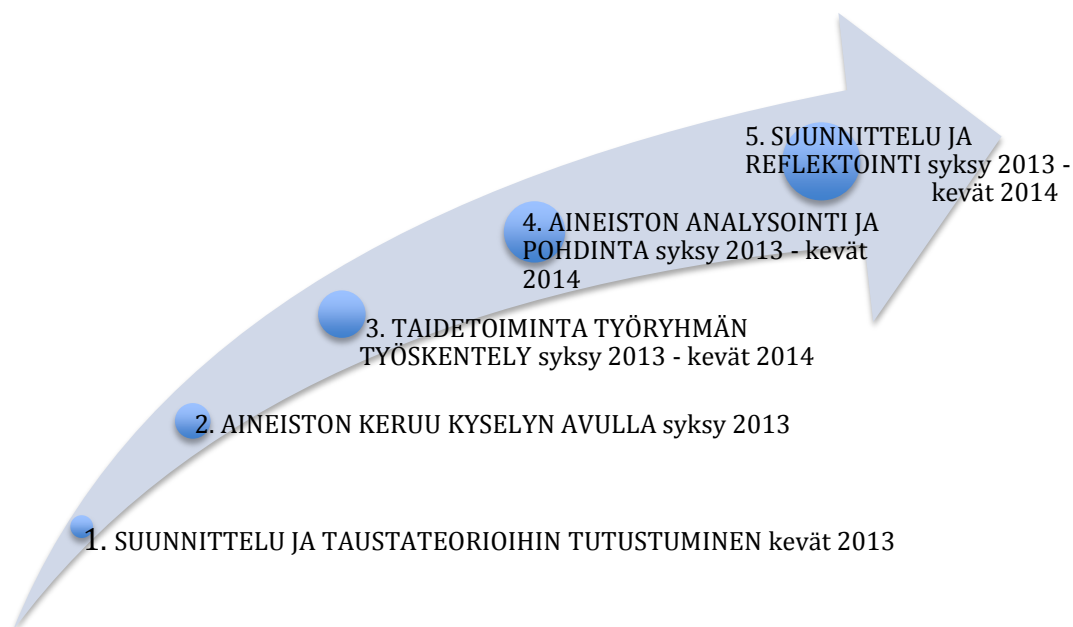 5. SUUNNITTELU JA
REFLEKTOINTI syksy 2013 -
kevät 2014
4. AINEISTON ANALYSOINTI JA
POHDINTA syksy 2013 - kevät
2014
3. TAIDETOIMINTA TYÖRYHMÄN
TYÖSKENTELY syksy 2013 - kevät 2014
2. AINEISTON KERUU KYSELYN AVULLA syksy 2013
1. SUUNNITTELU JA TAUSTATEORIOIHIN TUTUSTUMINEN kevät 2013